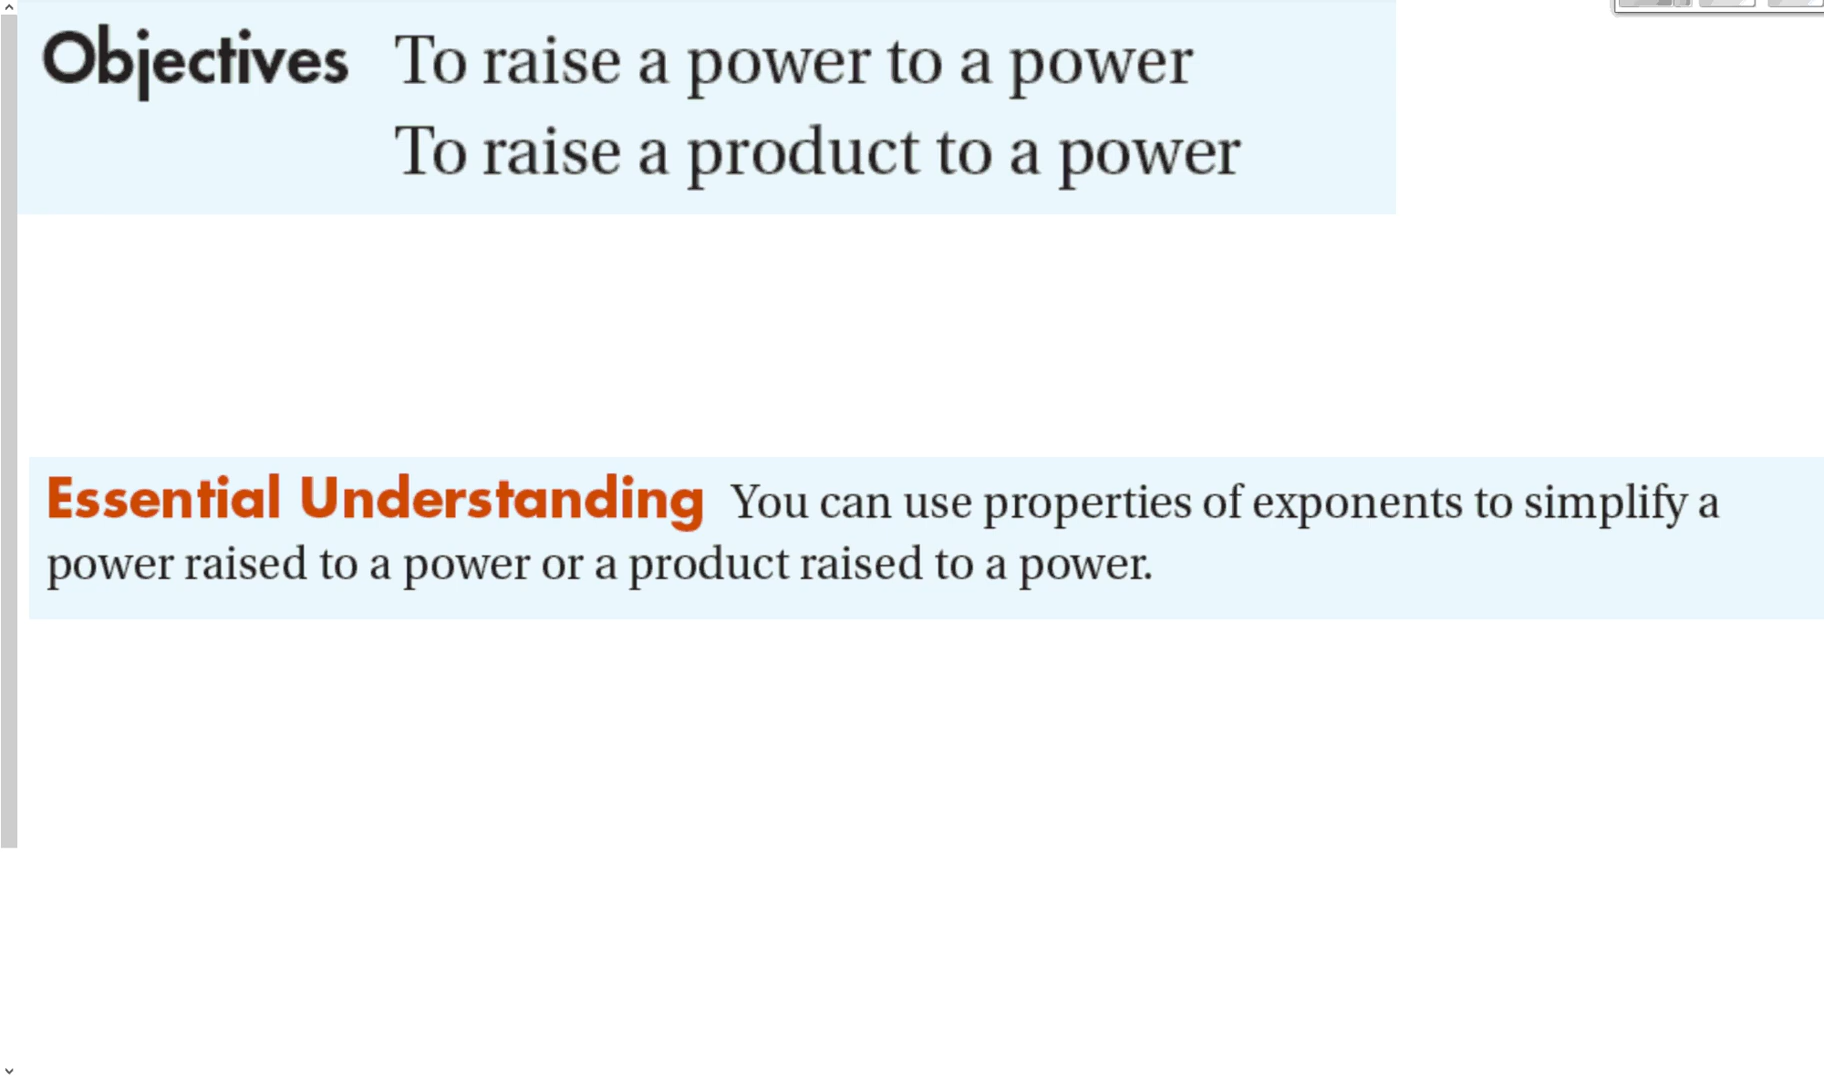 Objectives To raise a power to a power
To raise a product to a power
Essential Understanding You can use properties of exponents to simplify a
power raised to a power or a product raised to a power.